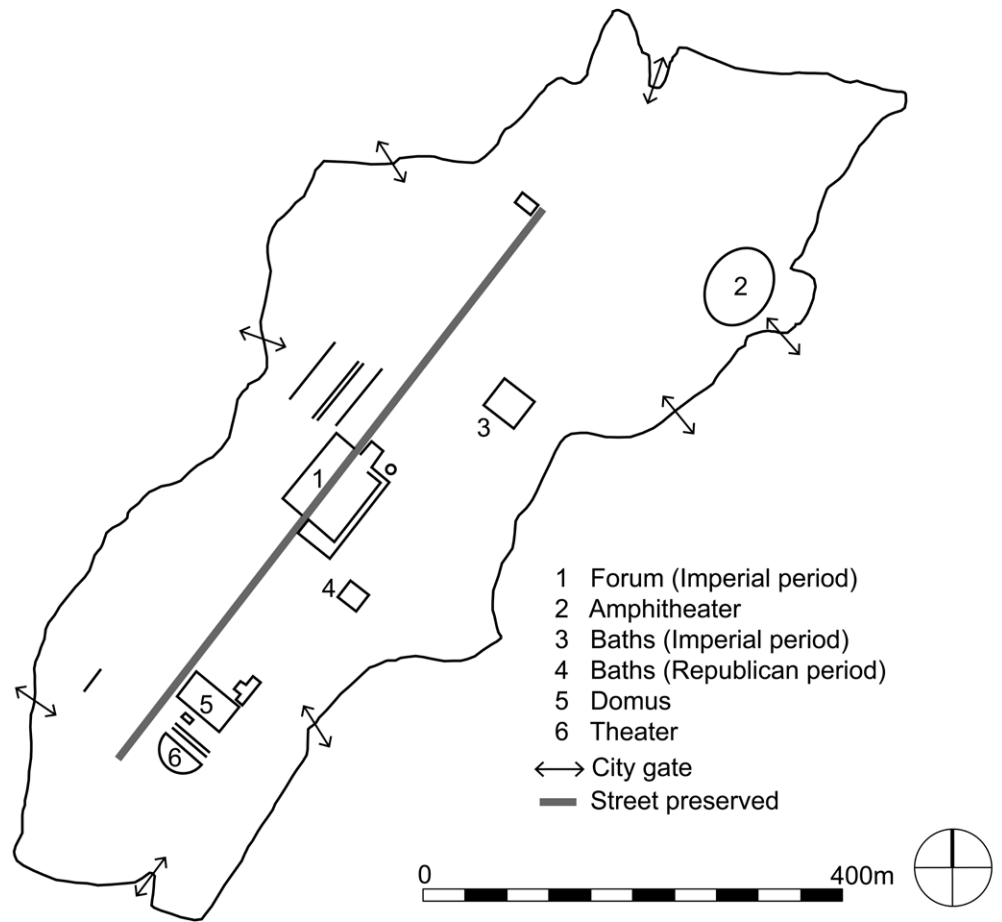 2
3
1
4
5
6
1 Forum (Imperial period)
2 Amphitheater
3 Baths (Imperial period)
4 Baths (Republican period)
5 Domus
6 Theater
City gate
Street preserved
0 400m